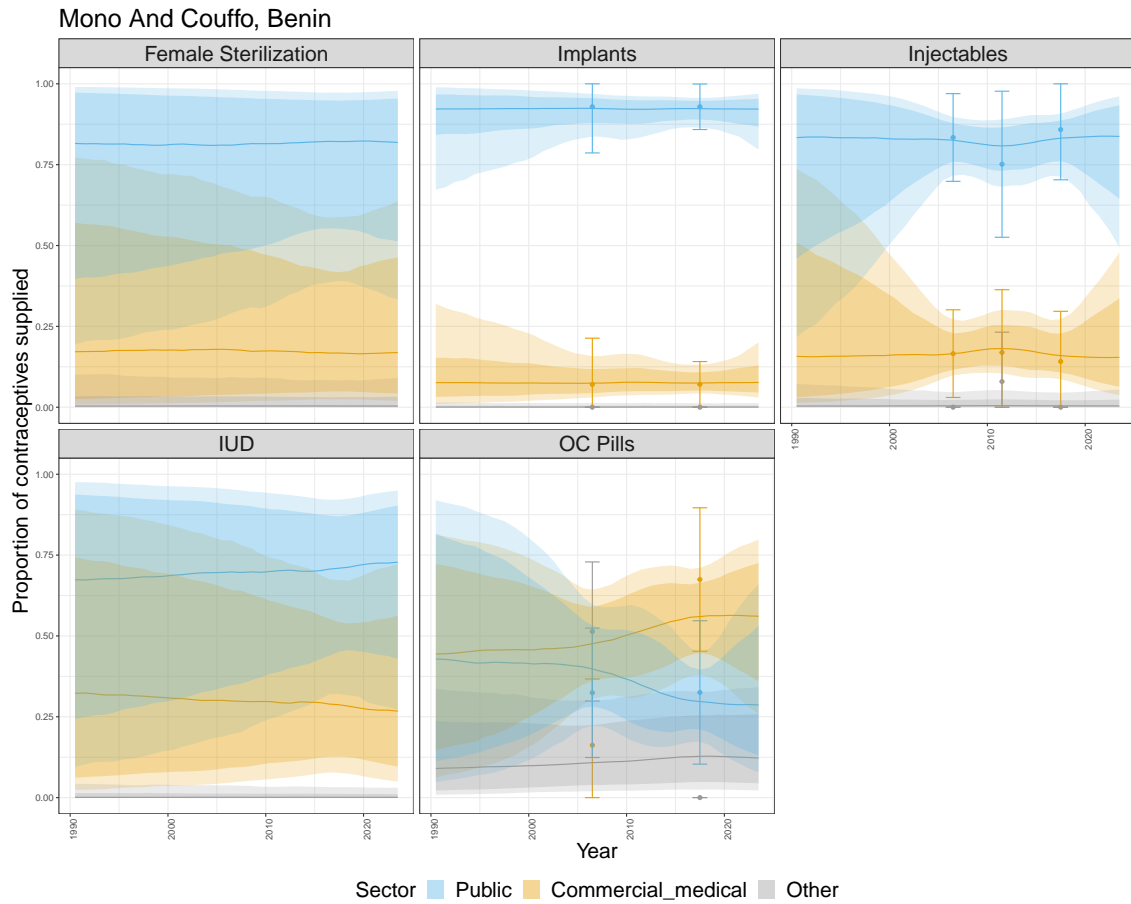 Mono And Couffo, Benin
Female Sterilization
Implants
Injectables
1.00
0.75
0.50
0.25
0.00
1990
2000
2010
2020
IUD
OC Pills
1.00
0.75
0.50
0.25
0.00
1990
2000
2010
2020
1990
2000
2010
2020
Proportion of contraceptives supplied
Year
Sector Public Commercial_medical Other